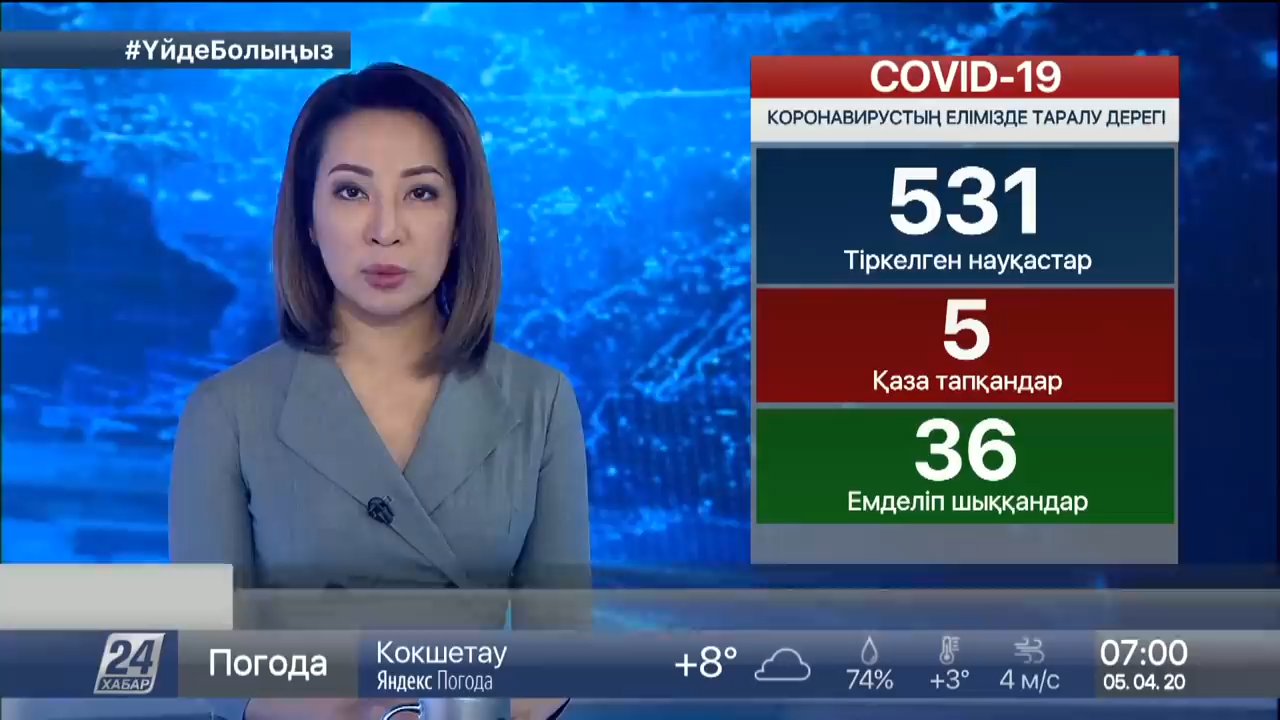 #ҮйдеБолыңыз
COVID-19
КОРОНАВИРУСТЫҢ ЕЛІМІЗДЕ ТАРАЛУ ДЕРЕГІ
531
Тіркелген науқастар
5
Қаза тапқандар
36
Емделіп шыққандар
24
ХАБАР
Погода
Кокшетау
Яндекс Погода
+8°
74%
+3°
4 м/с
07:00
05. 04. 20